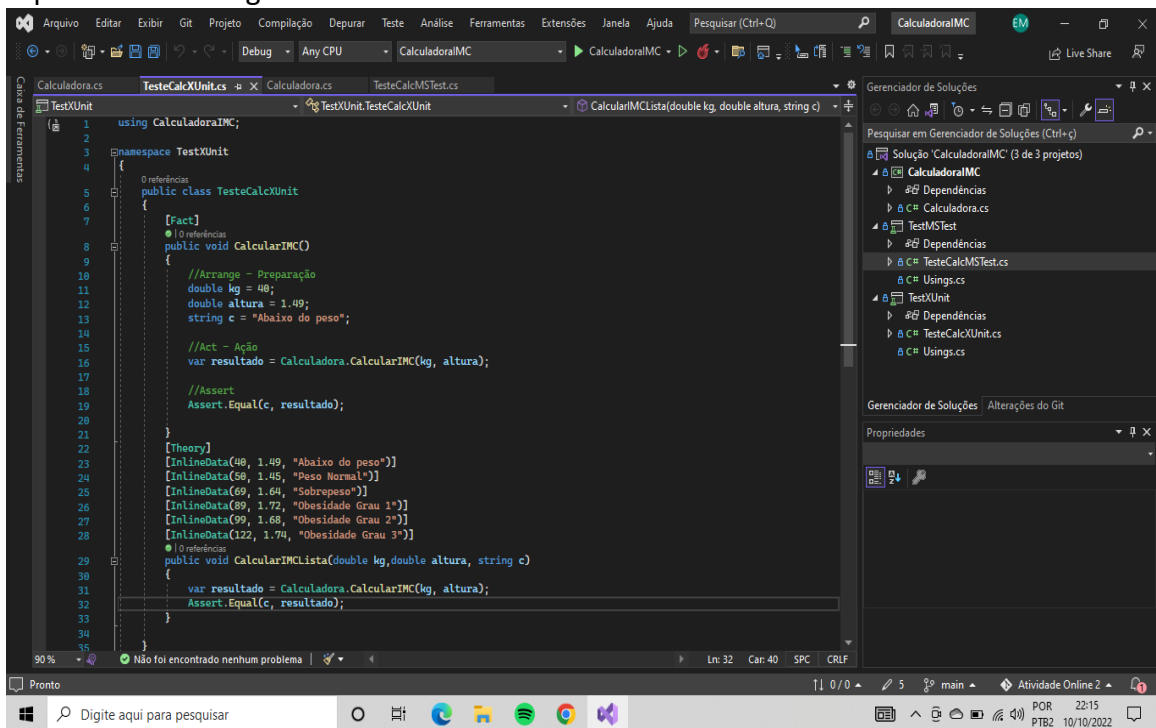 Arquivo Editar Exibir Git Projeto Compilação Depurar Teste Análise Ferramentas Extensões Janela Ajuda Pesquisar (Ctrl+Q) CalculadoraIMC EM
Debug Any CPU CalculadoraIMC CalculadoraIMC Live Share
Caixa de Ferramentas
Calculadora.cs TesteCalcXUnit.cs Calculadora.cs TesteCalcMSTest.cs
TestXUnit TestXUnit.TesteCalcXUnit CalcularIMCLista(double kg, double altura, string c)
1 using CalculadoraIMC;
2
3 namespace TestXUnit
4 {
0 referências
5 public class TesteCalcXUnit
6 {
7 [Fact]
0 referências
8 public void CalcularIMC()
9 {
10 //Arrange - Preparação
11 double kg = 40;
12 double altura = 1.49;
13 string c = "Abaixo do peso";
14
15 //Act - Ação
16 var resultado = Calculadora.CalcularIMC(kg, altura);
17
18 //Assert
19 Assert.Equal(c, resultado);
20
21 }
22 [Theory]
23 [InlineData(40, 1.49, "Abaixo do peso")]
24 [InlineData(50, 1.45, "Peso Normal")]
25 [InlineData(69, 1.64, "Sobrepeso")]
26 [InlineData(89, 1.72, "Obesidade Grau 1")]
27 [InlineData(99, 1.68, "Obesidade Grau 2")]
28 [InlineData(122, 1.74, "Obesidade Grau 3")]
0 referências
29 public void CalcularIMCLista(double kg,double altura, string c)
30 {
31 var resultado = Calculadora.CalcularIMC(kg, altura);
32 Assert.Equal(c, resultado);
33 }
34
35 }
90 % Não foi encontrado nenhum problema Ln: 32 Car: 40 SPC CRLF
Gerenciador de Soluções
Pesquisar em Gerenciador de Soluções (Ctrl+ç)
Solução 'CalculadoraIMC' (3 de 3 projetos)
CalculadoraIMC
Dependências
C# Calculadora.cs
TestMSTest
Dependências
C# TesteCalcMSTest.cs
C# Usings.cs
TestXUnit
Dependências
C# TesteCalcXUnit.cs
C# Usings.cs
Gerenciador de Soluções Alterações do Git
Propriedades
Pronto 0 / 0 5 main Atividade Online 2 1
Digite aqui para pesquisar POR 22:15
PTB2 10/10/2022